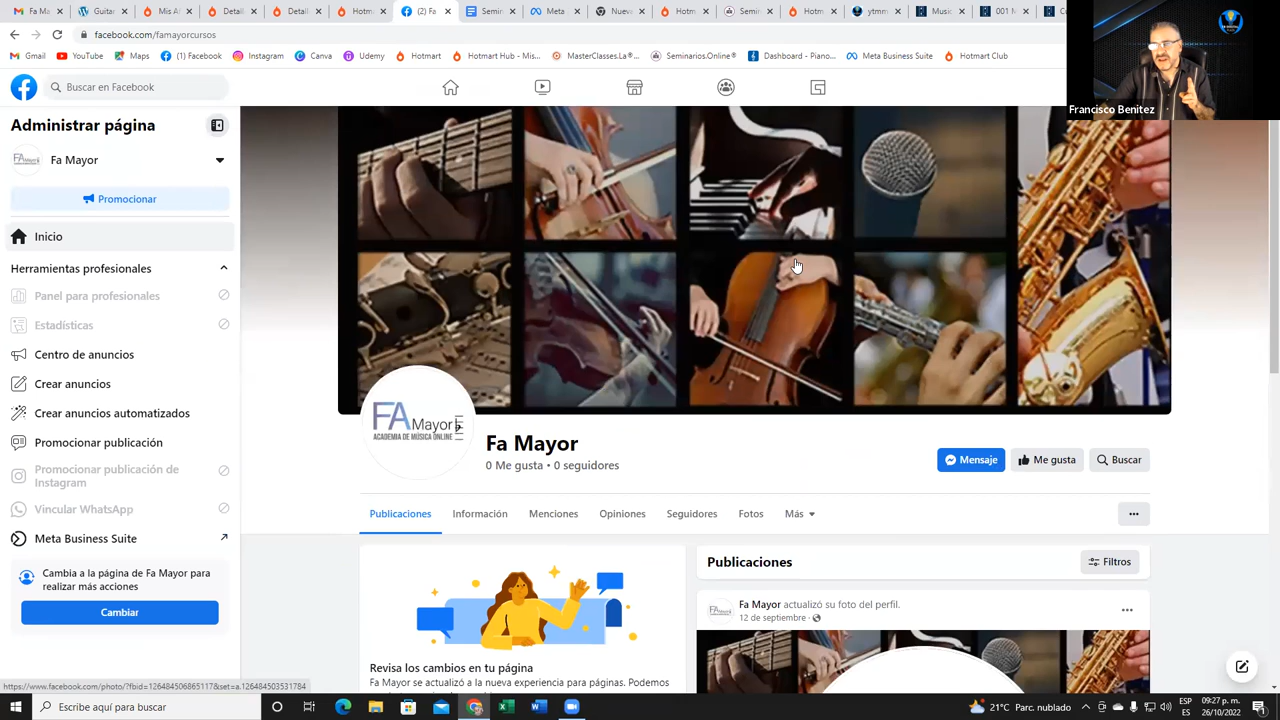 (2) Fa
facebook.com/famayorcursos
Gmail
YouTube
Maps
(1) Facebook
Instagram
Canva
Udemy
Hotmart
Hotmart Hub - Mis...
MasterClasses.La®...
Seminarios.Online®...
Dashboard - Piano...
Meta Business Suite
Hotmart Club
Francisco Benitez
Buscar en Facebook
Administrar página
Fa Mayor
Promocionar
Inicio
Herramientas profesionales
Panel para profesionales
Estadísticas
Centro de anuncios
Crear anuncios
Crear anuncios automatizados
Promocionar publicación
Promocionar publicación de
Instagram
Vincular WhatsApp
Meta Business Suite
Cambia a la página de Fa Mayor para
realizar más acciones
Cambiar
FA Mayor
ACADEMIA DE MÚSICA ONLINE
Fa Mayor
0 Me gusta • 0 seguidores
Mensaje
Me gusta
Buscar
Publicaciones
Información
Menciones
Opiniones
Seguidores
Fotos
Más
Revisa los cambios en tu página
Fa Mayor se actualizó a la nueva experiencia para páginas. Podemos
Publicaciones
Filtros
Fa Mayor actualizó su foto del perfil.
12 de septiembre ·
https://www.facebook.com/photo/?fbid=126484506865117&set=a.126484503531784
Escribe aquí para buscar
21°C Parc. nublado
ESP
ES
09:27 p. m.
26/10/2022